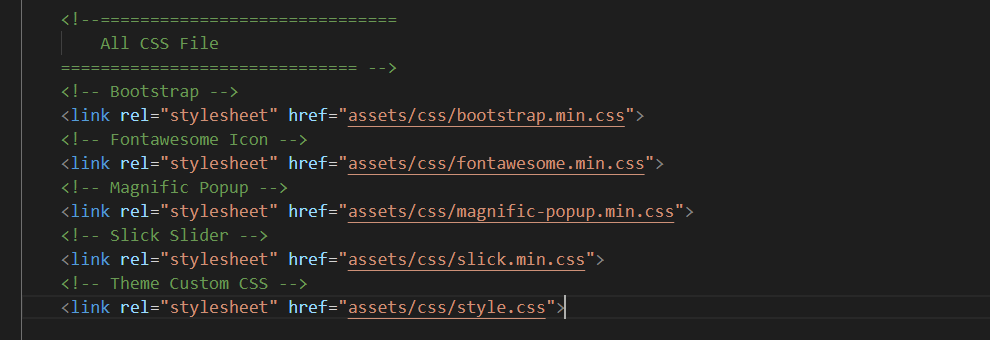 <!--==============================
All CSS File
============================== -->
<!-- Bootstrap -->
<link rel="stylesheet" href="assets/css/bootstrap.min.css">
<!-- Fontawesome Icon -->
<link rel="stylesheet" href="assets/css/fontawesome.min.css">
<!-- Magnific Popup -->
<link rel="stylesheet" href="assets/css/magnific-popup.min.css">
<!-- Slick Slider -->
<link rel="stylesheet" href="assets/css/slick.min.css">
<!-- Theme Custom CSS -->
<link rel="stylesheet" href="assets/css/style.css">